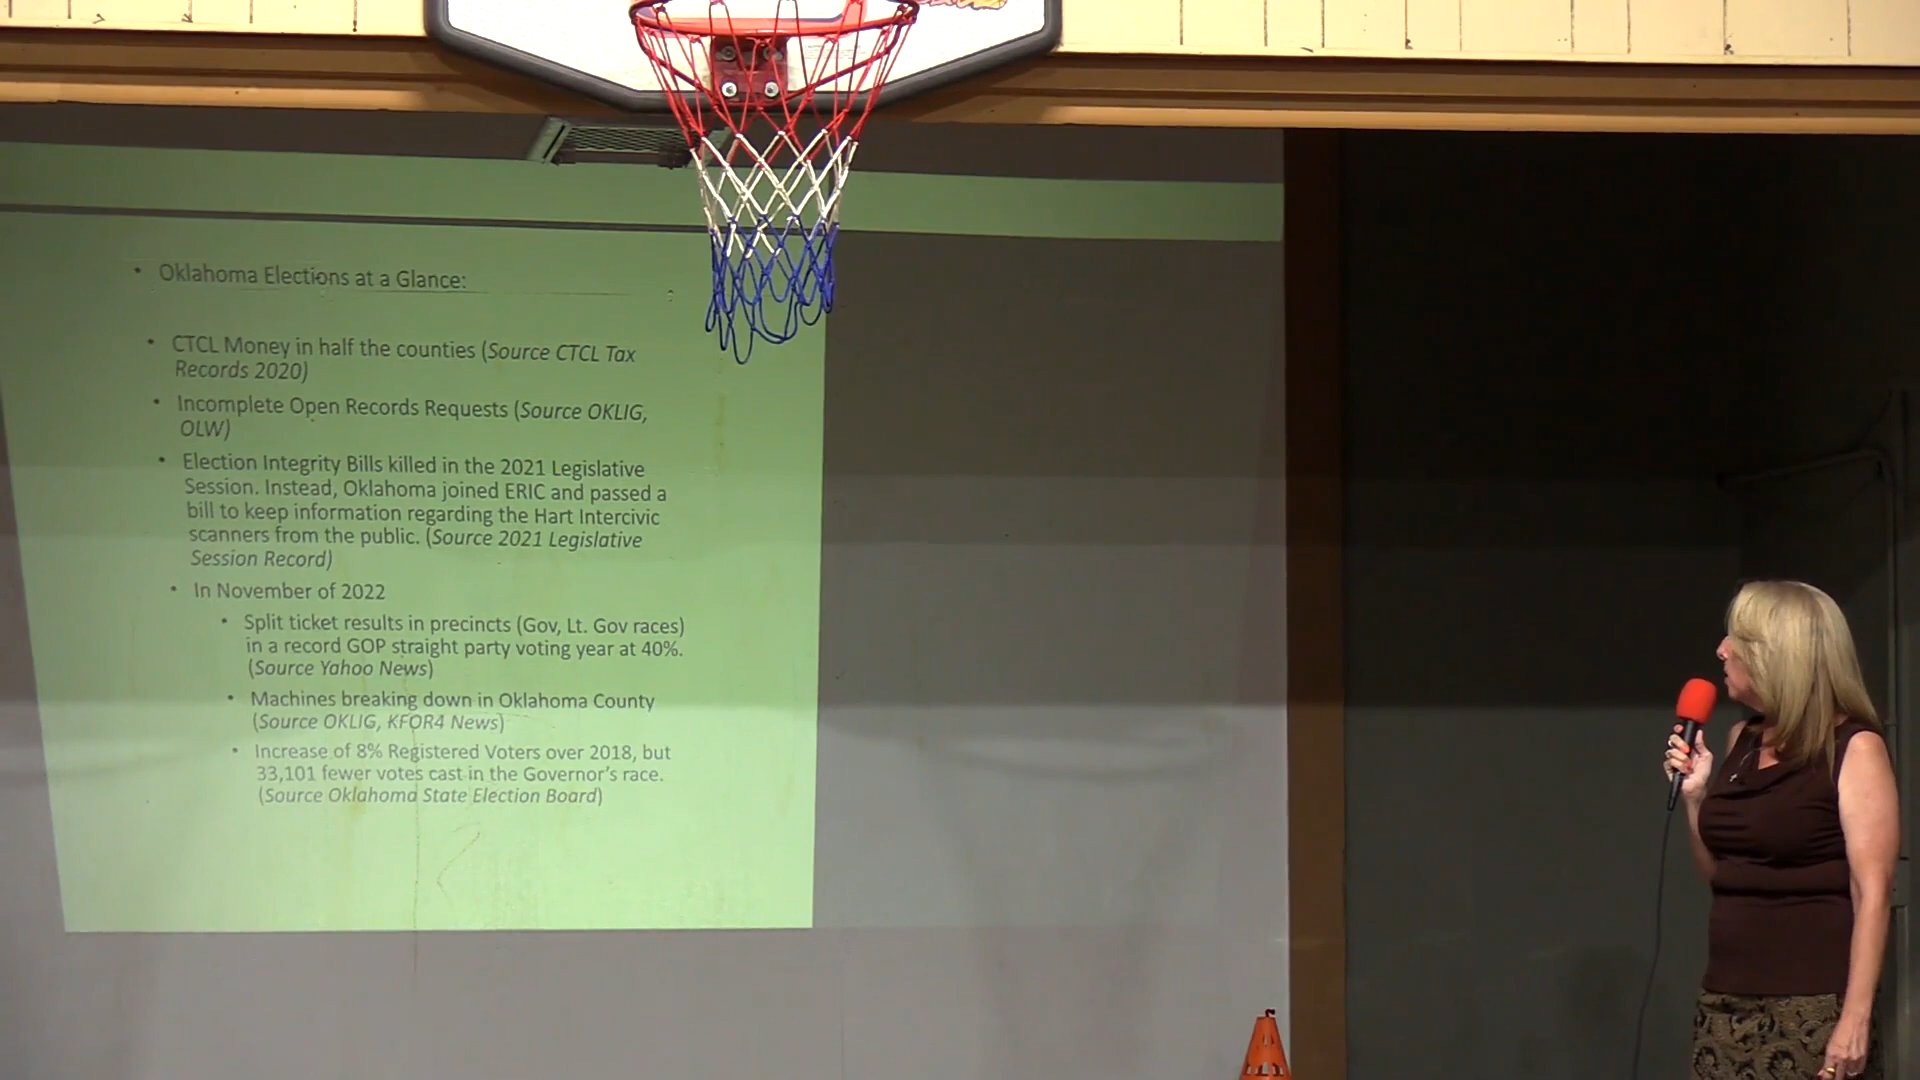 • Oklahoma Elections at a Glance:
• CTCL Money in half the counties (Source CTCL Tax
Records 2020)
• Incomplete Open Records Requests (Source OKLIG,
OLW)
• Election Integrity Bills killed in the 2021 Legislative
Session. Instead, Oklahoma joined ERIC and passed a
bill to keep information regarding the Hart Intercivic
scanners from the public. (Source 2021 Legislative
Session Record)
• In November of 2022
• Split ticket results in precincts (Gov, Lt. Gov races)
in a record GOP straight party voting year at 40%.
(Source Yahoo News)
• Machines breaking down in Oklahoma County
(Source OKLIG, KFOR4 News)
• Increase of 8% Registered Voters over 2018, but
33,101 fewer votes cast in the Governor's race.
(Source Oklahoma State Election Board)